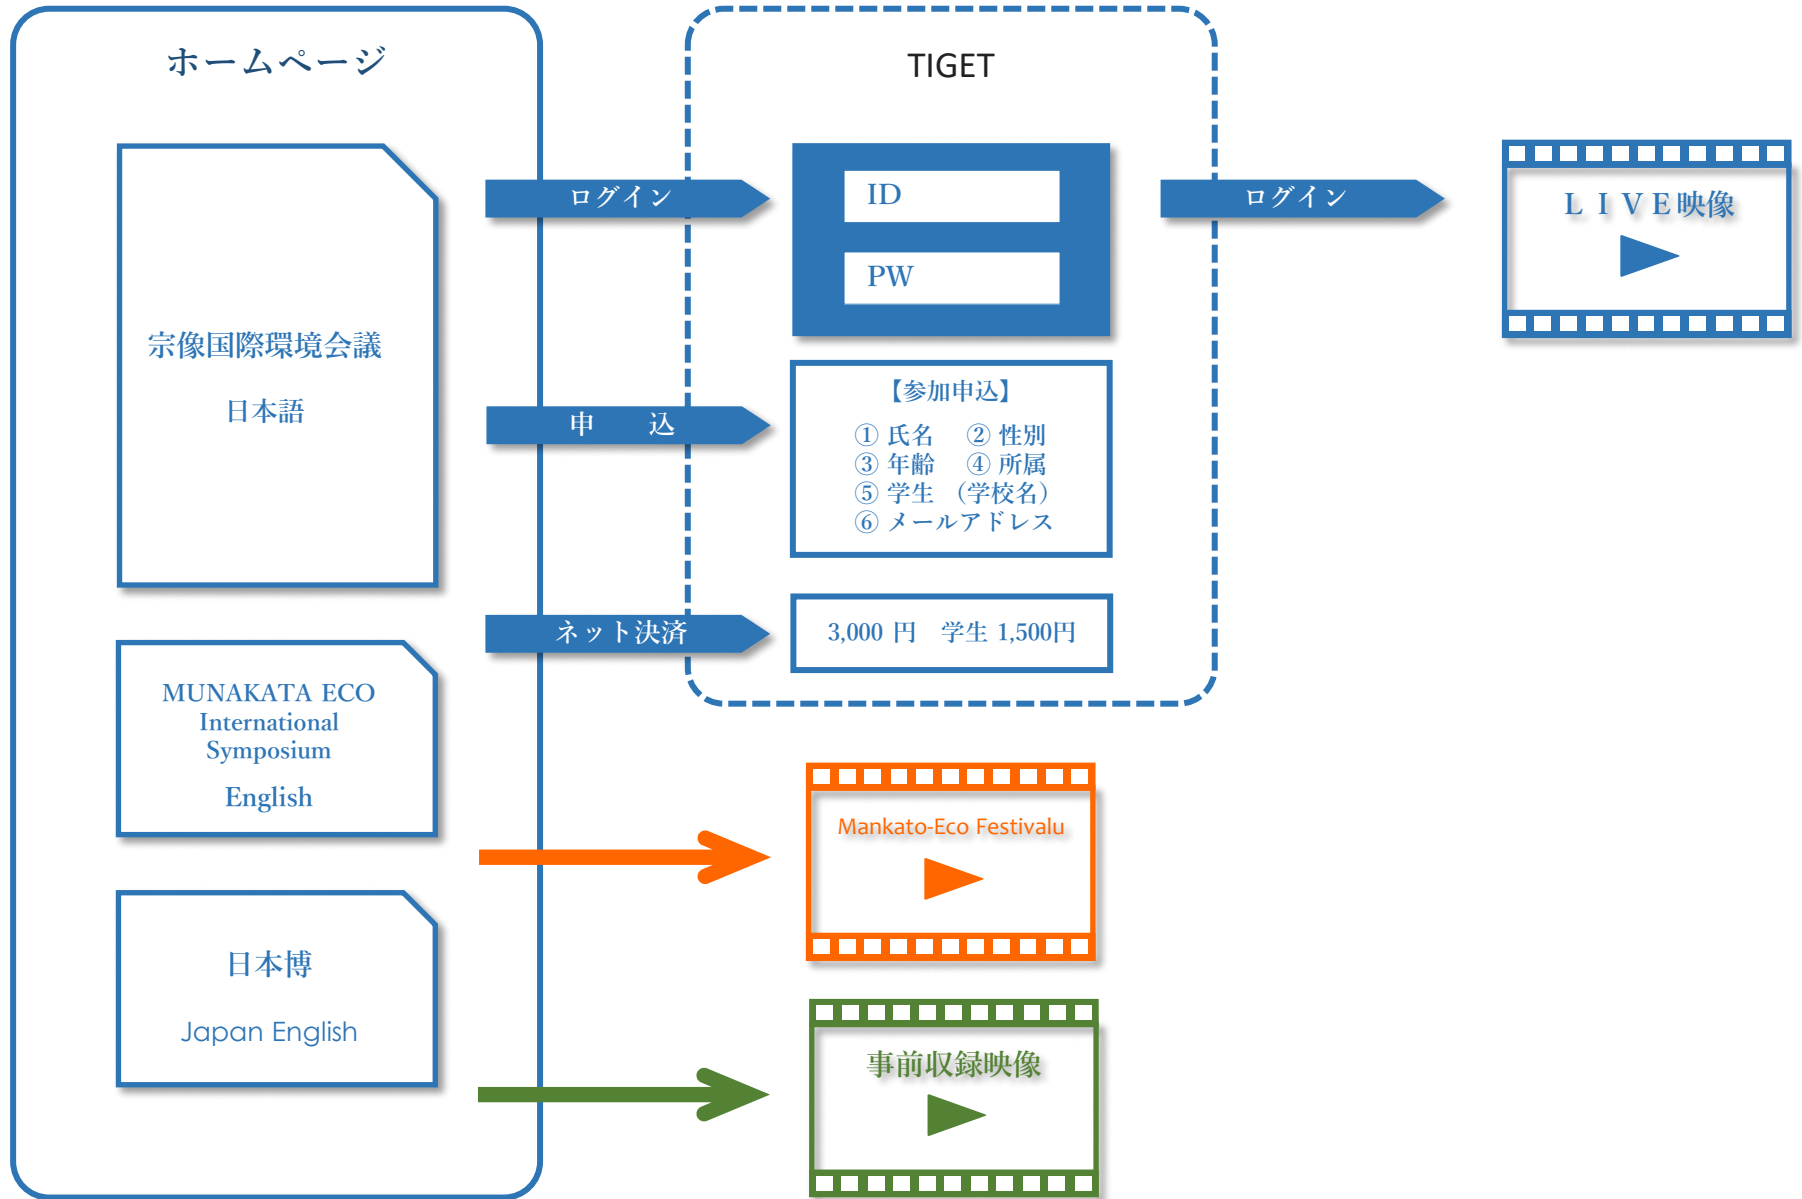 ホームページ
宗像国際環境会議
日本語
MUNAKATA ECO
International
Symposium
English
日本博
Japan English
ログイン
申　込
ネット決済
TIGET
ID
PW
【参加申込】
① 氏名　② 性別
③ 年齢　④ 所属
⑤ 学生 （学校名）
⑥ メールアドレス
3,000 円　学生 1,500円
ログイン
ＬＩＶＥ映像
Mankato-Eco Festivalu
事前収録映像